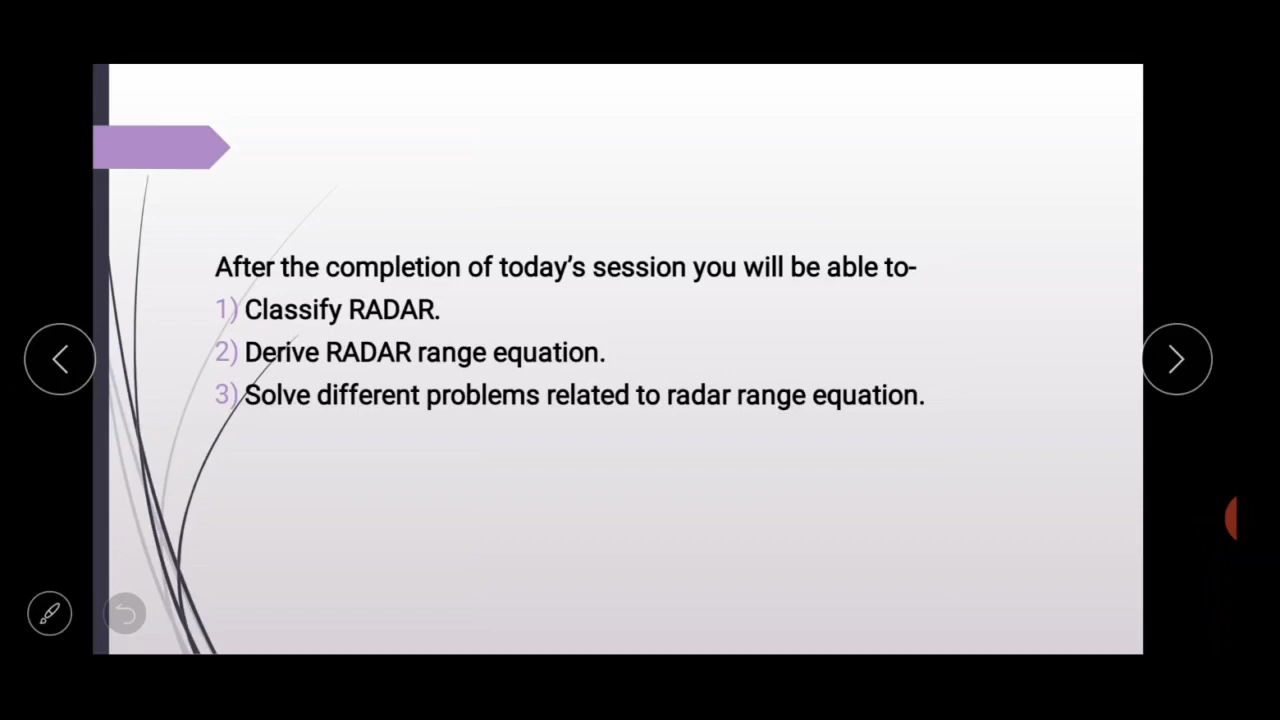 After the completion of today's session you will be able to-
1) Classify RADAR.
2) Derive RADAR range equation.
3) Solve different problems related to radar range equation.